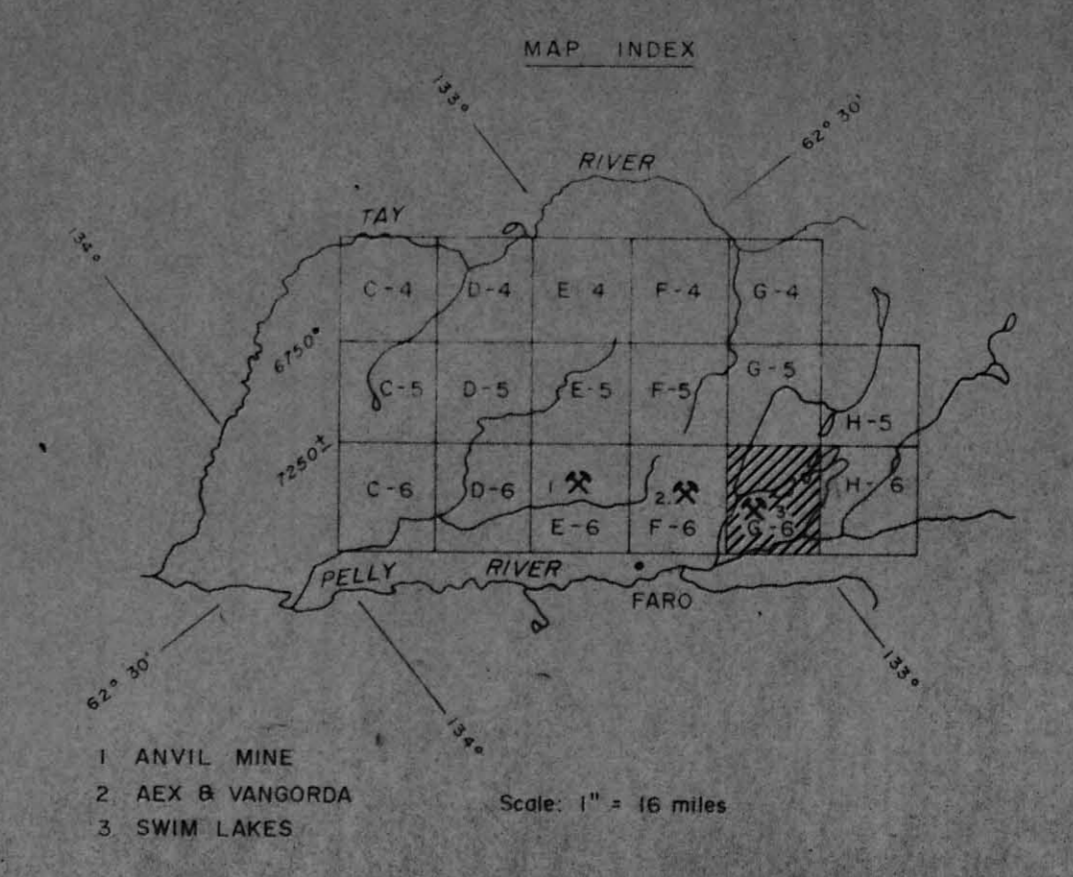 MAP INDEX
133°
62° 30'
RIVER
TAY
134°
C-4
D-4
E 4
F-4
G-4
6750°
C-5
D-5
E-5
F-5
G-5
H-5
7250±
C-6
D-6
1
E-6
2.
F-6
3
G-6
H-6
PELLY RIVER
FARO
62° 30'
134°
133°
1 ANVIL MINE
2 AEX & VANGORDA
3 SWIM LAKES
Scale: 1" = 16 miles